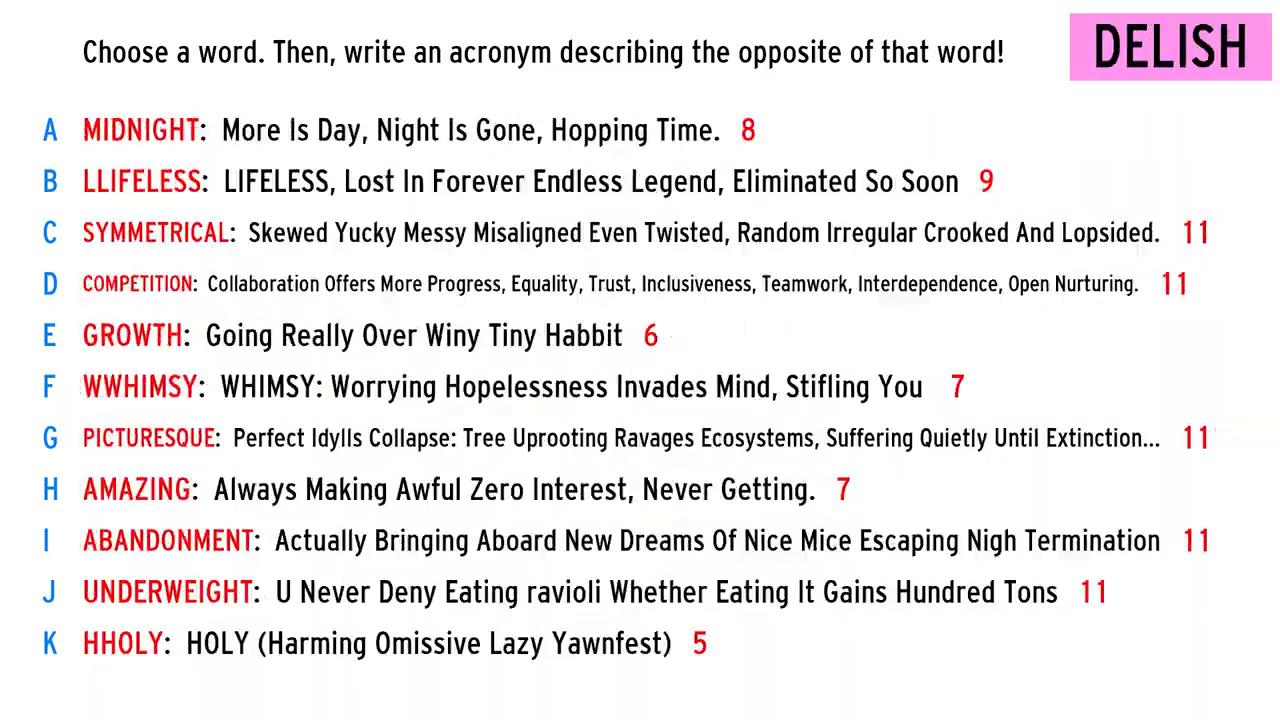 Choose a word. Then, write an acronym describing the opposite of that word!
DELISH
A MIDNIGHT: More Is Day, Night Is Gone, Hopping Time. 8
B LLIFELESS: LIFELESS, Lost In Forever Endless Legend, Eliminated So Soon 9
C SYMMETRICAL: Skewed Yucky Messy Misaligned Even Twisted, Random Irregular Crooked And Lopsided. 11
D COMPETITION: Collaboration Offers More Progress, Equality, Trust, Inclusiveness, Teamwork, Interdependence, Open Nurturing. 11
E GROWTH: Going Really Over Winy Tiny Habbit 6
F WWHIMSY: WHIMSY: Worrying Hopelessness Invades Mind, Stifling You 7
G PICTURESQUE: Perfect Idylls Collapse: Tree Uprooting Ravages Ecosystems, Suffering Quietly Until Extinction... 11
H AMAZING: Always Making Awful Zero Interest, Never Getting. 7
I ABANDONMENT: Actually Bringing Aboard New Dreams Of Nice Mice Escaping Nigh Termination 11
J UNDERWEIGHT: U Never Deny Eating ravioli Whether Eating It Gains Hundred Tons 11
K HHOLY: HOLY (Harming Omissive Lazy Yawnfest) 5